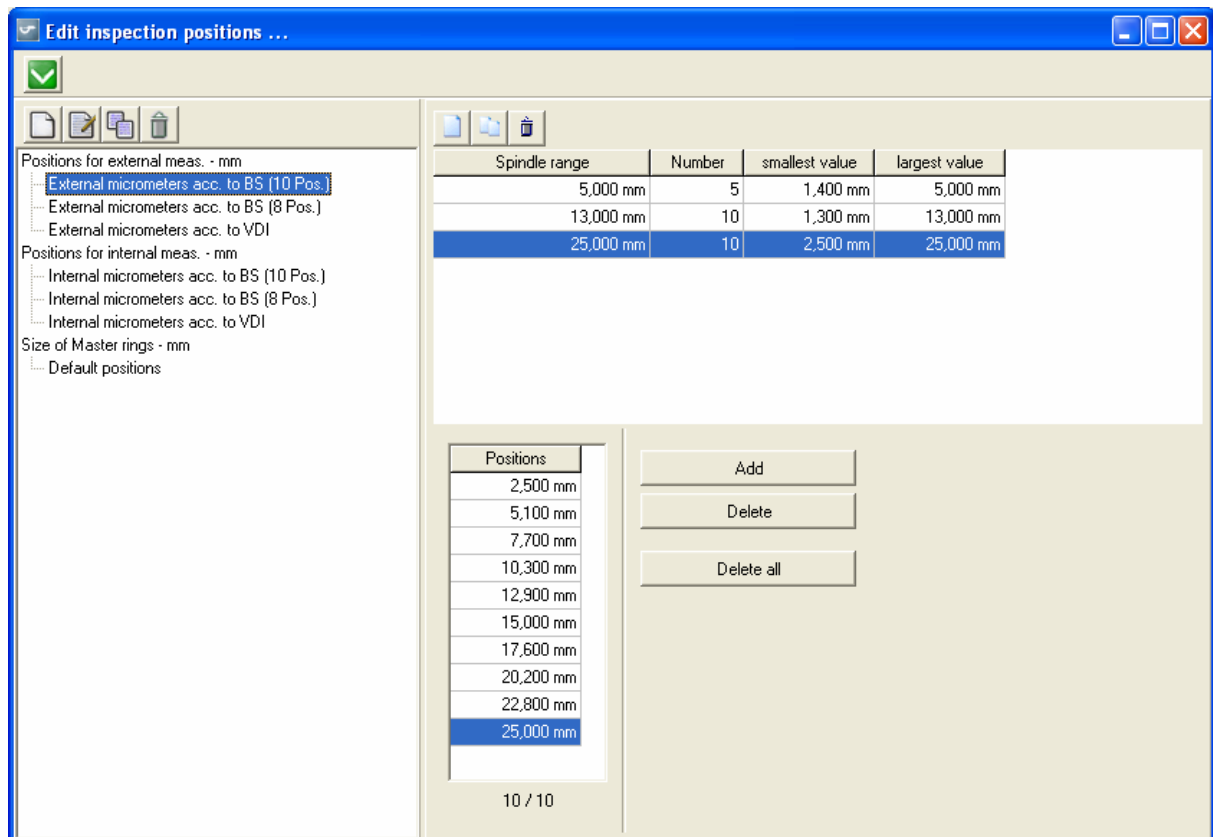 Edit inspection positions ...
Positions for external meas. - mm
External micrometers acc. to BS (10 Pos.)
External micrometers acc. to BS (8 Pos.)
External micrometers acc. to VDI
Positions for internal meas. - mm
Internal micrometers acc. to BS (10 Pos.)
Internal micrometers acc. to BS (8 Pos.)
Internal micrometers acc. to VDI
Size of Master rings - mm
Default positions
Spindle range Number smallest value largest value
5,000 mm 5 1,400 mm 5,000 mm
13,000 mm 10 1,300 mm 13,000 mm
25,000 mm 10 2,500 mm 25,000 mm
Positions
2,500 mm
5,100 mm
7,700 mm
10,300 mm
12,900 mm
15,000 mm
17,600 mm
20,200 mm
22,800 mm
25,000 mm
10 / 10
Add
Delete
Delete all